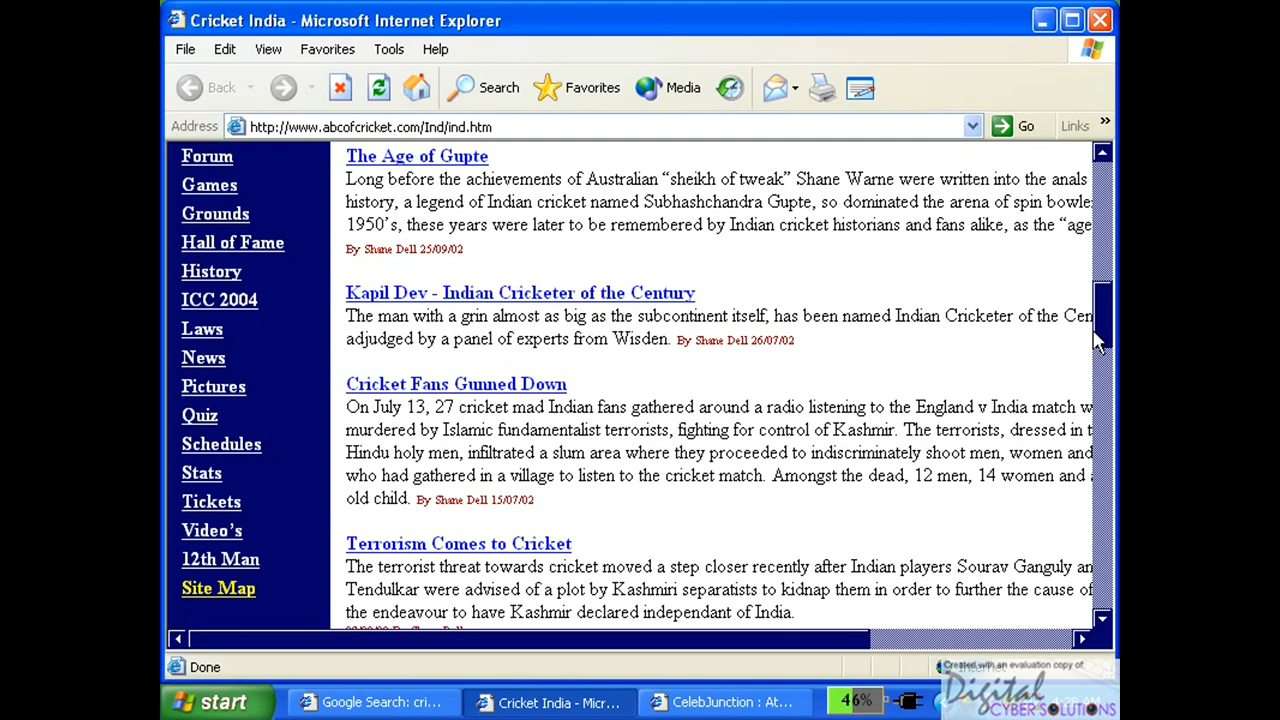 Cricket India - Microsoft Internet Explorer
File Edit View Favorites Tools Help
Back Search Favorites Media
Address http://www.abcofcricket.com/Ind/ind.htm Go Links »
Forum
Games
Grounds
Hall of Fame
History
ICC 2004
Laws
News
Pictures
Quiz
Schedules
Stats
Tickets
Video’s
12th Man
Site Map
The Age of Gupte
Long before the achievements of Australian “sheikh of tweak” Shane Warne were written into the anals
history, a legend of Indian cricket named Subhashchandra Gupte, so dominated the arena of spin bowle
1950’s, these years were later to be remembered by Indian cricket historians and fans alike, as the “age
By Shane Dell 25/09/02
Kapil Dev - Indian Cricketer of the Century
The man with a grin almost as big as the subcontinent itself, has been named Indian Cricketer of the Cen
adjudged by a panel of experts from Wisden. By Shane Dell 26/07/02
Cricket Fans Gunned Down
On July 13, 27 cricket mad Indian fans gathered around a radio listening to the England v India match w
murdered by Islamic fundamentalist terrorists, fighting for control of Kashmir. The terrorists, dressed in t
Hindu holy men, infiltrated a slum area where they proceeded to indiscriminately shoot men, women and
who had gathered in a village to listen to the cricket match. Amongst the dead, 12 men, 14 women and
old child. By Shane Dell 15/07/02
Terrorism Comes to Cricket
The terrorist threat towards cricket moved a step closer recently after Indian players Sourav Ganguly an
Tendulkar were advised of a plot by Kashmiri separatists to kidnap them in order to further the cause of
the endeavour to have Kashmir declared independant of India.
Done
Created with an evaluation copy of
Digital
CYBER SOLUTIONS
start Google Search: cri... Cricket India - Micr... CelebJunction : At... 46%